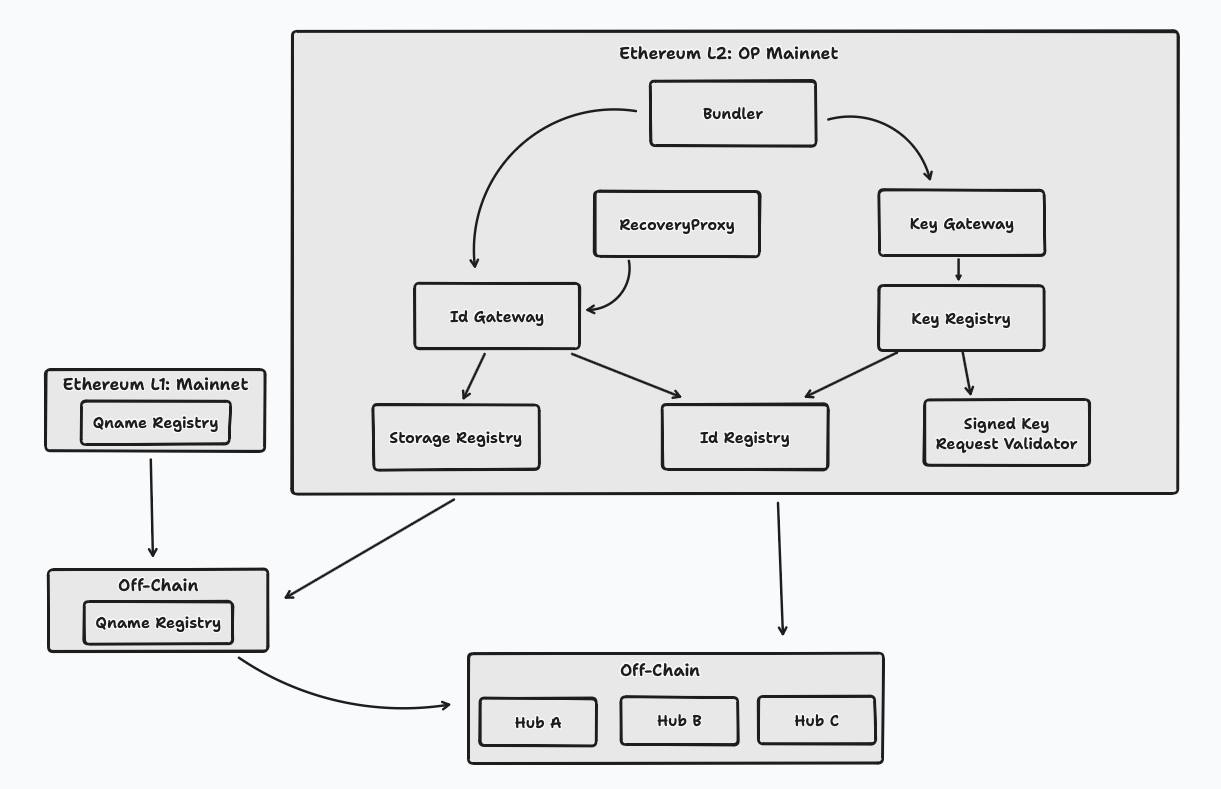 Ethereum L2: OP Mainnet
Bundler
RecoveryProxy
Key Gateway
Id Gateway
Key Registry
Ethereum L1: Mainnet
Qname Registry
Storage Registry
Id Registry
Signed Key
Request Validator
Off-Chain
Qname Registry
Off-Chain
Hub A
Hub B
Hub C